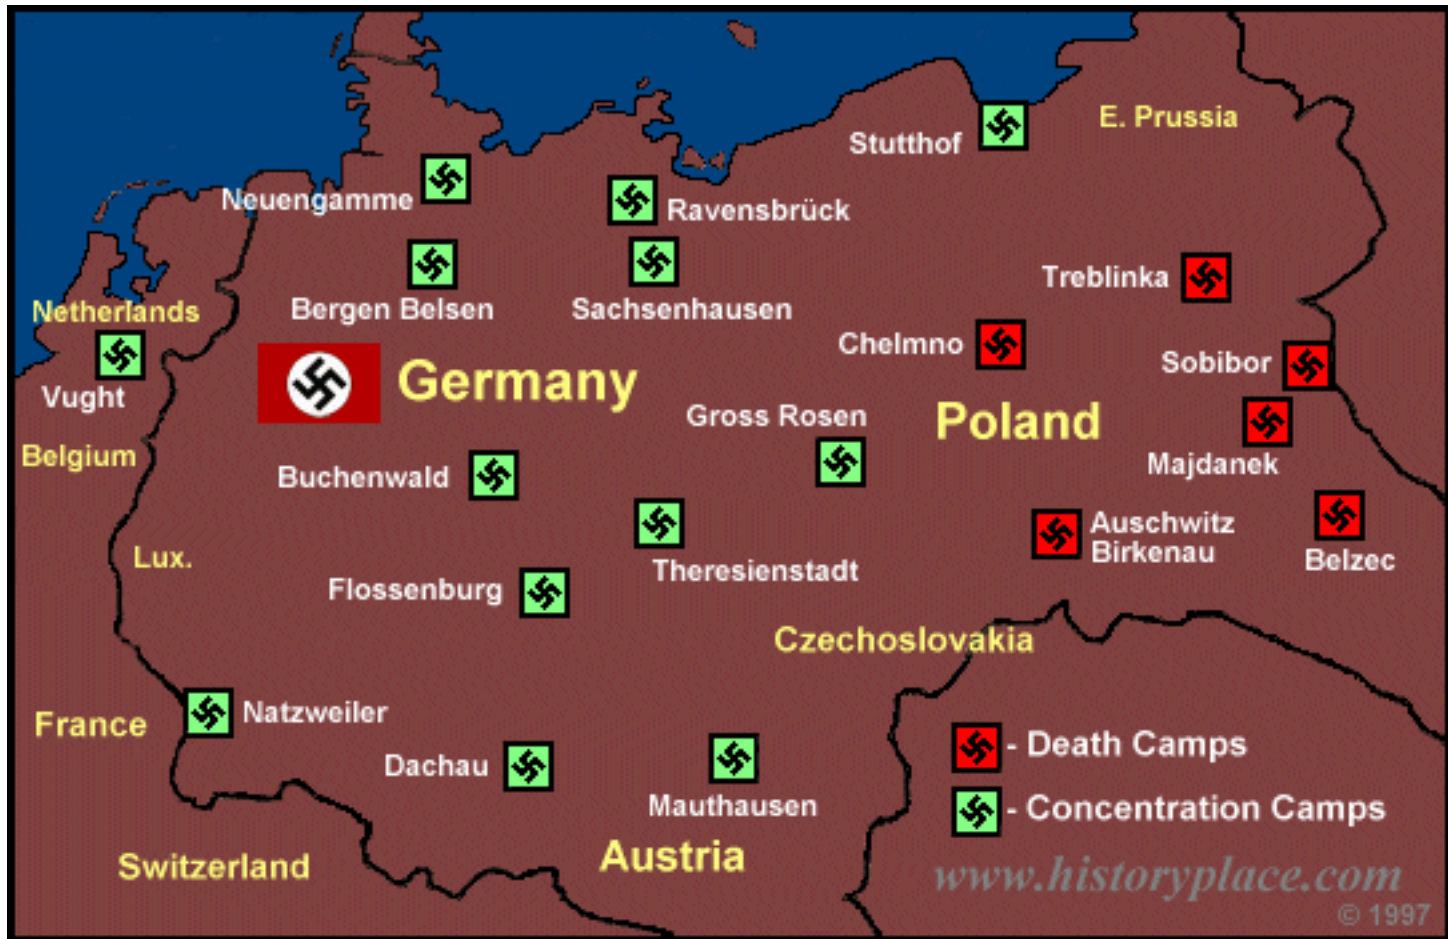 E. Prussia
Stutthof
Neuengamme
Ravensbrück
Treblinka
Bergen Belsen
Sachsenhausen
Netherlands
Chelmno
Sobibor
Vught
Germany
Gross Rosen
Poland
Belgium
Majdanek
Buchenwald
Auschwitz
Birkenau
Lux.
Theresienstadt
Belzec
Flossenburg
Czechoslovakia
France
Natzweiler
- Death Camps
Dachau
Mauthausen
- Concentration Camps
Switzerland
Austria
www.historyplace.com
© 1997